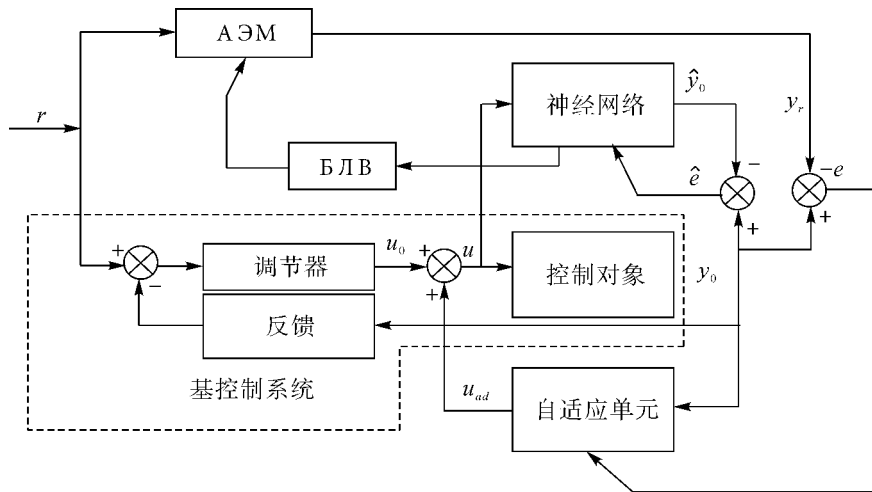 АЭМ
r
神经网络
ŷ₀
yᵣ
БЛВ
ê
−
−e
+
+
+
调节器
u₀
+
u
控制对象
y₀
−
+
反馈
基控制系统
u_ad
自适应单元